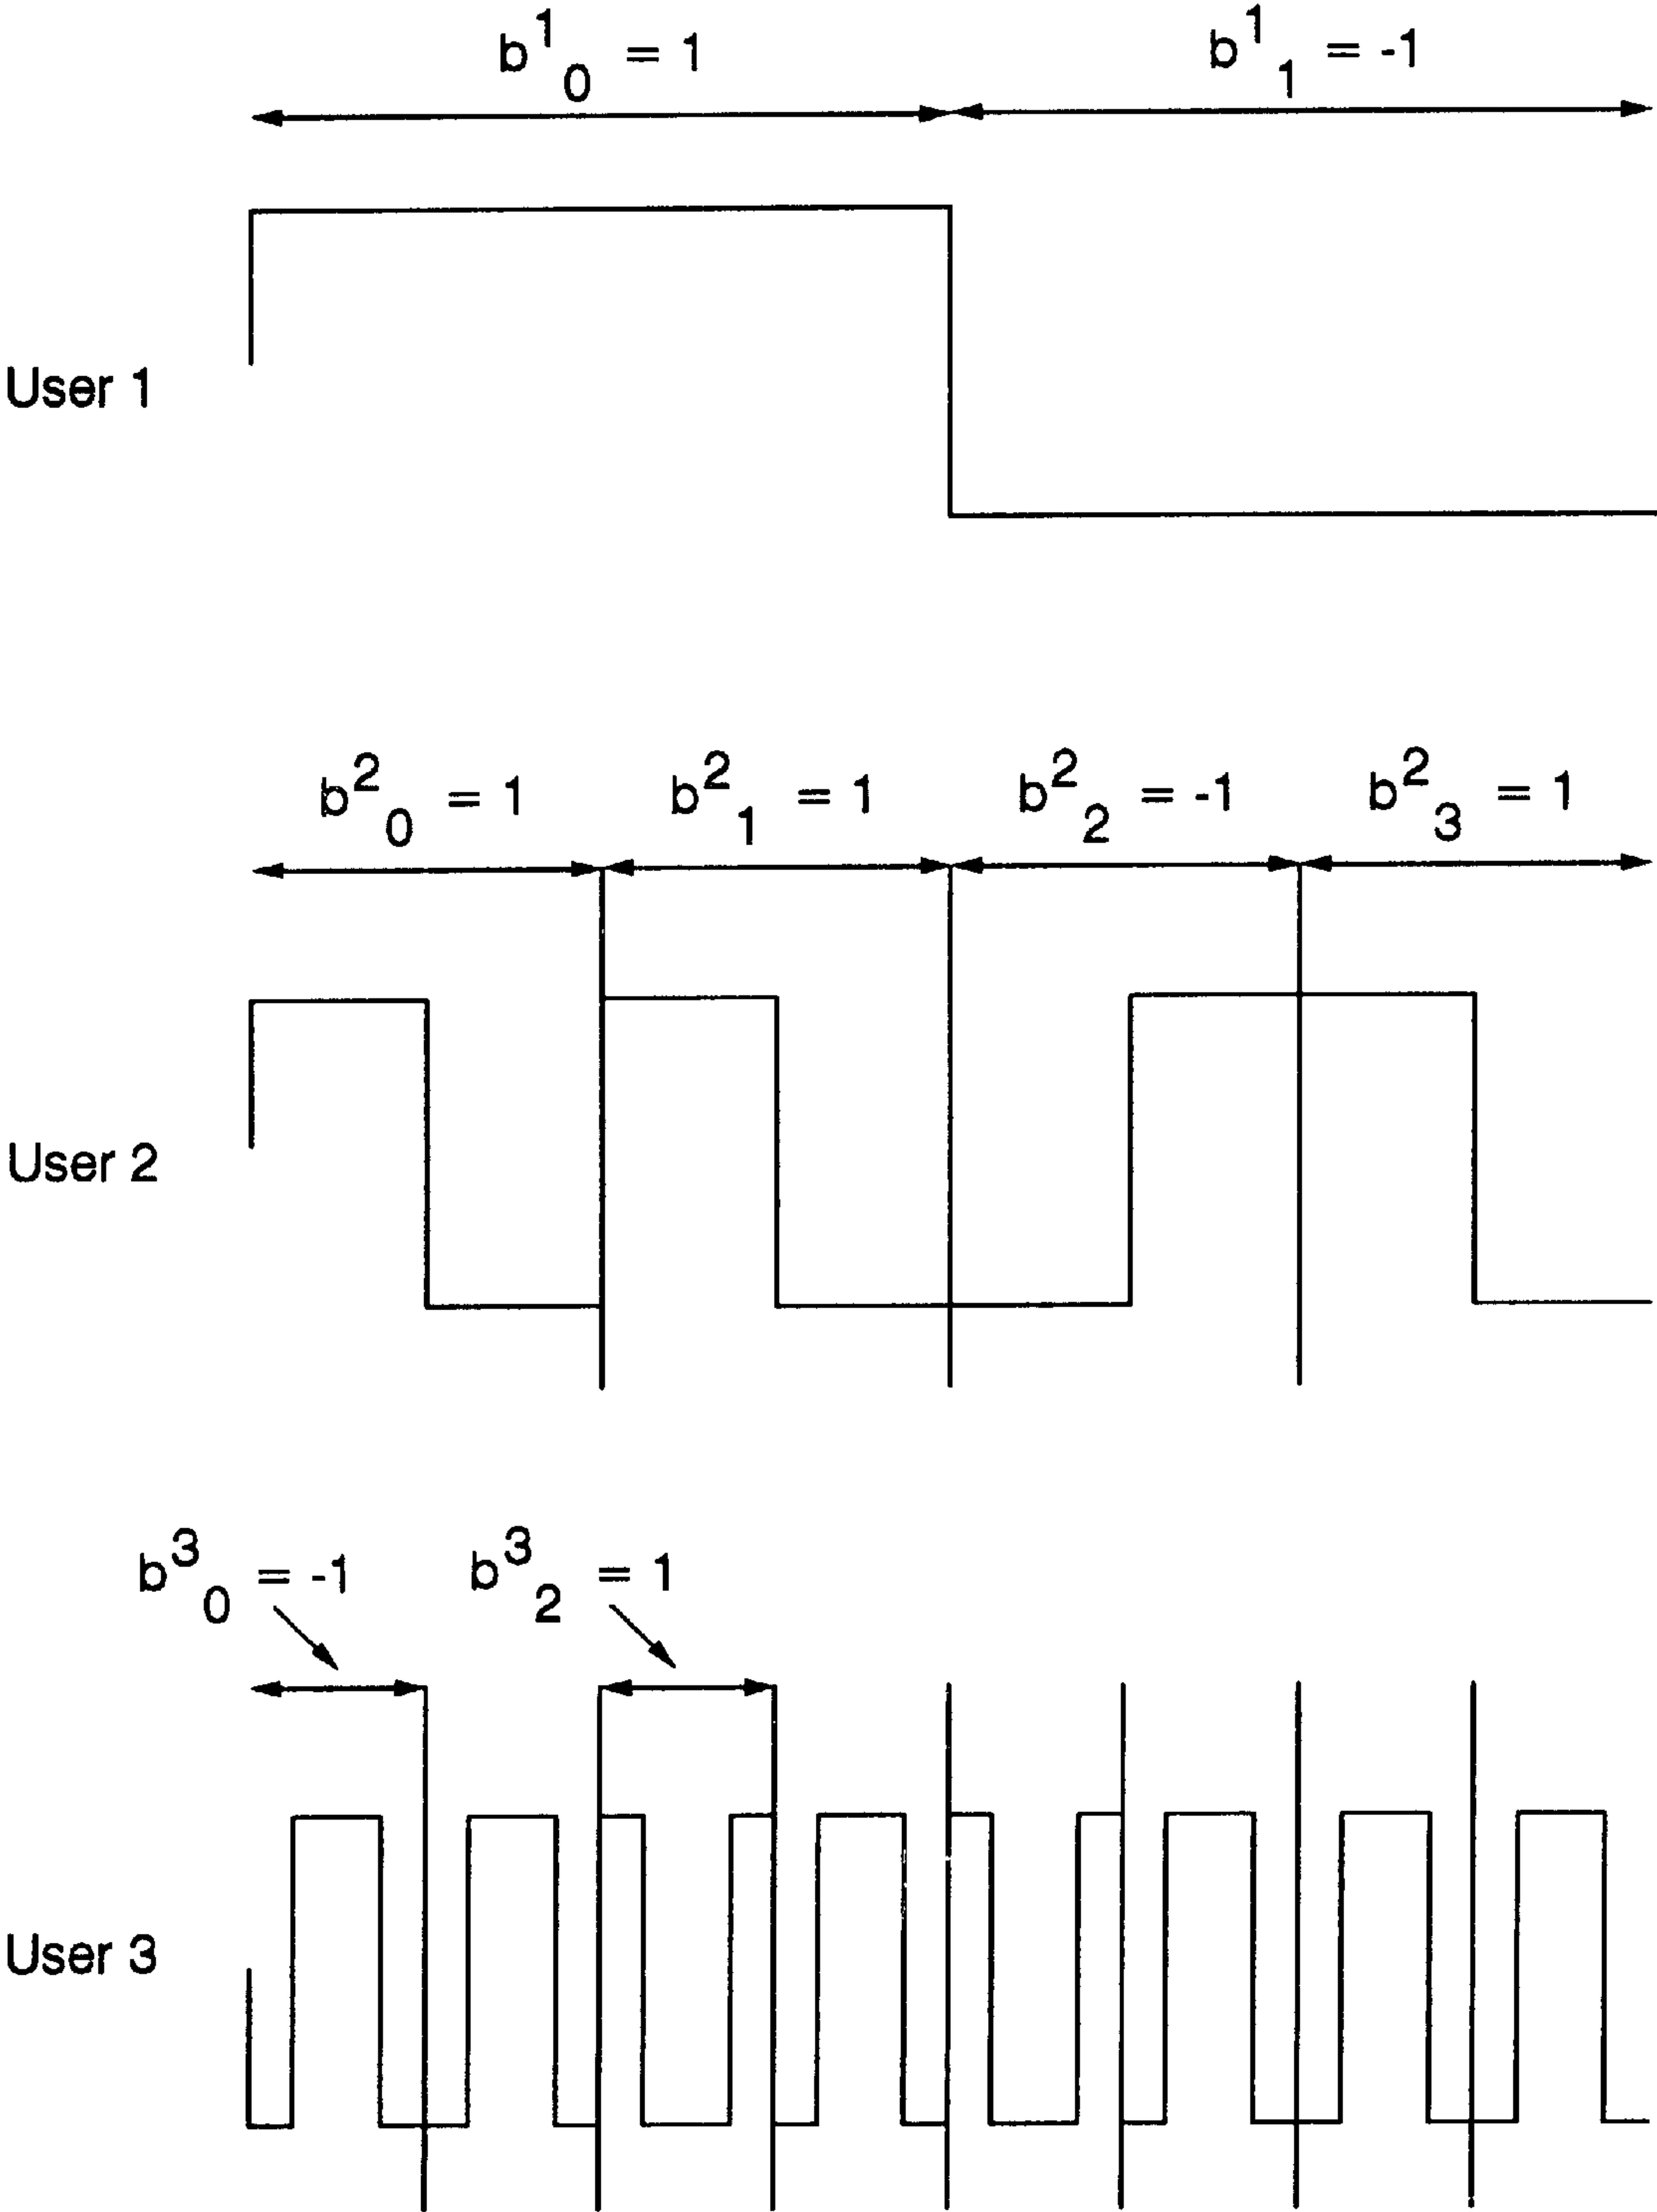 b¹₀ = 1 b¹₁ = -1
User 1
b²₀ = 1 b²₁ = 1 b²₂ = -1 b²₃ = 1
User 2
b³₀ = -1 b³₂ = 1
User 3